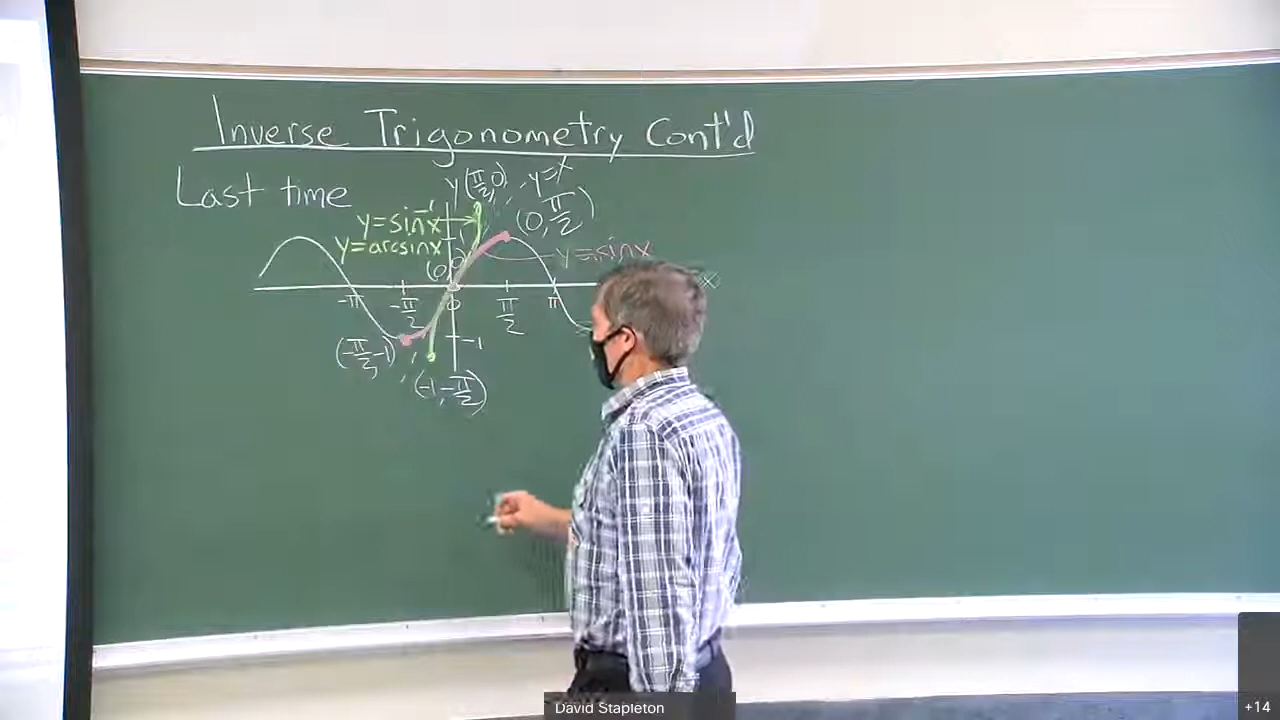 Inverse Trigonometry Cont'd
Last time
y (π/2, 0) y=x
(0, π/2)
y=sin⁻¹x
y=arcsinx
1
y=sinx
(0,0)
x
-π -π/2 0 π/2 π
(-π/2, -1) -1
(-1, -π/2)
David Stapleton
+14